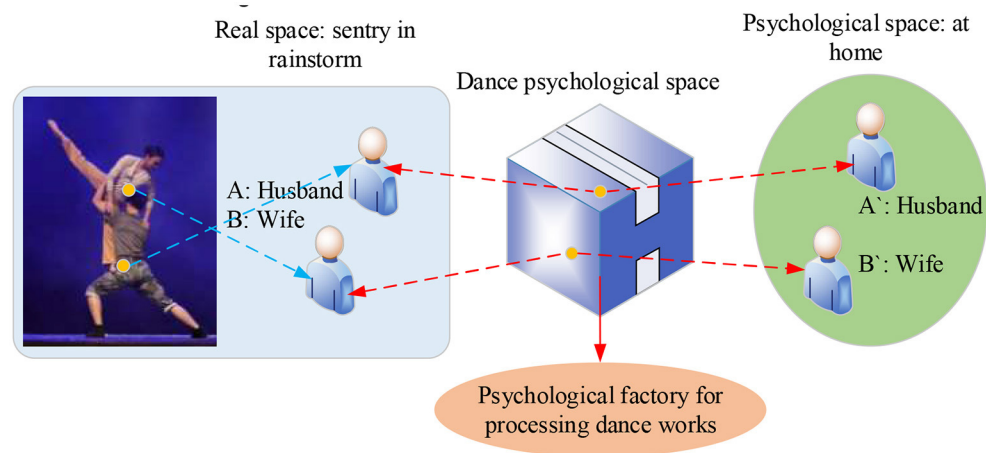 Real space: sentry in
rainstorm
Dance psychological space
Psychological space: at
home
A: Husband
B: Wife
A`: Husband
B`: Wife
Psychological factory for
processing dance works